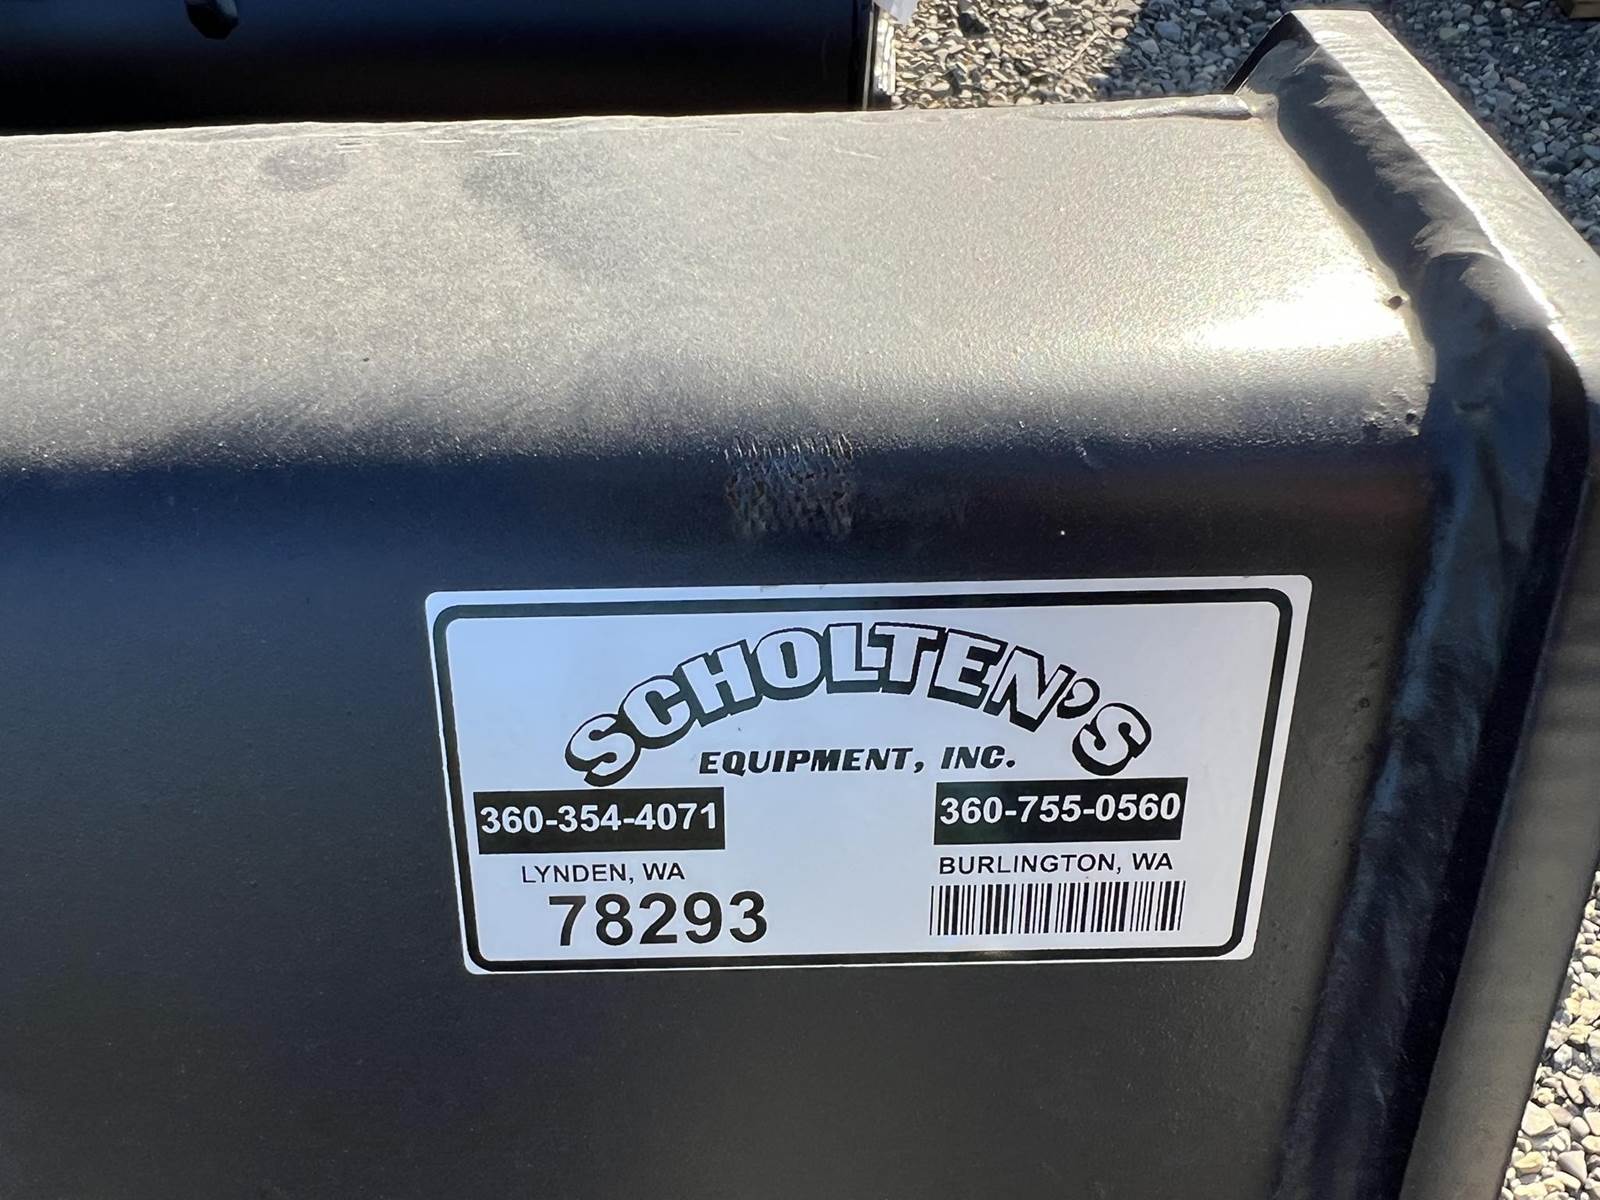 SCHOLTEN'S
EQUIPMENT, INC.
360-354-4071
360-755-0560
LYNDEN, WA
BURLINGTON, WA
78293